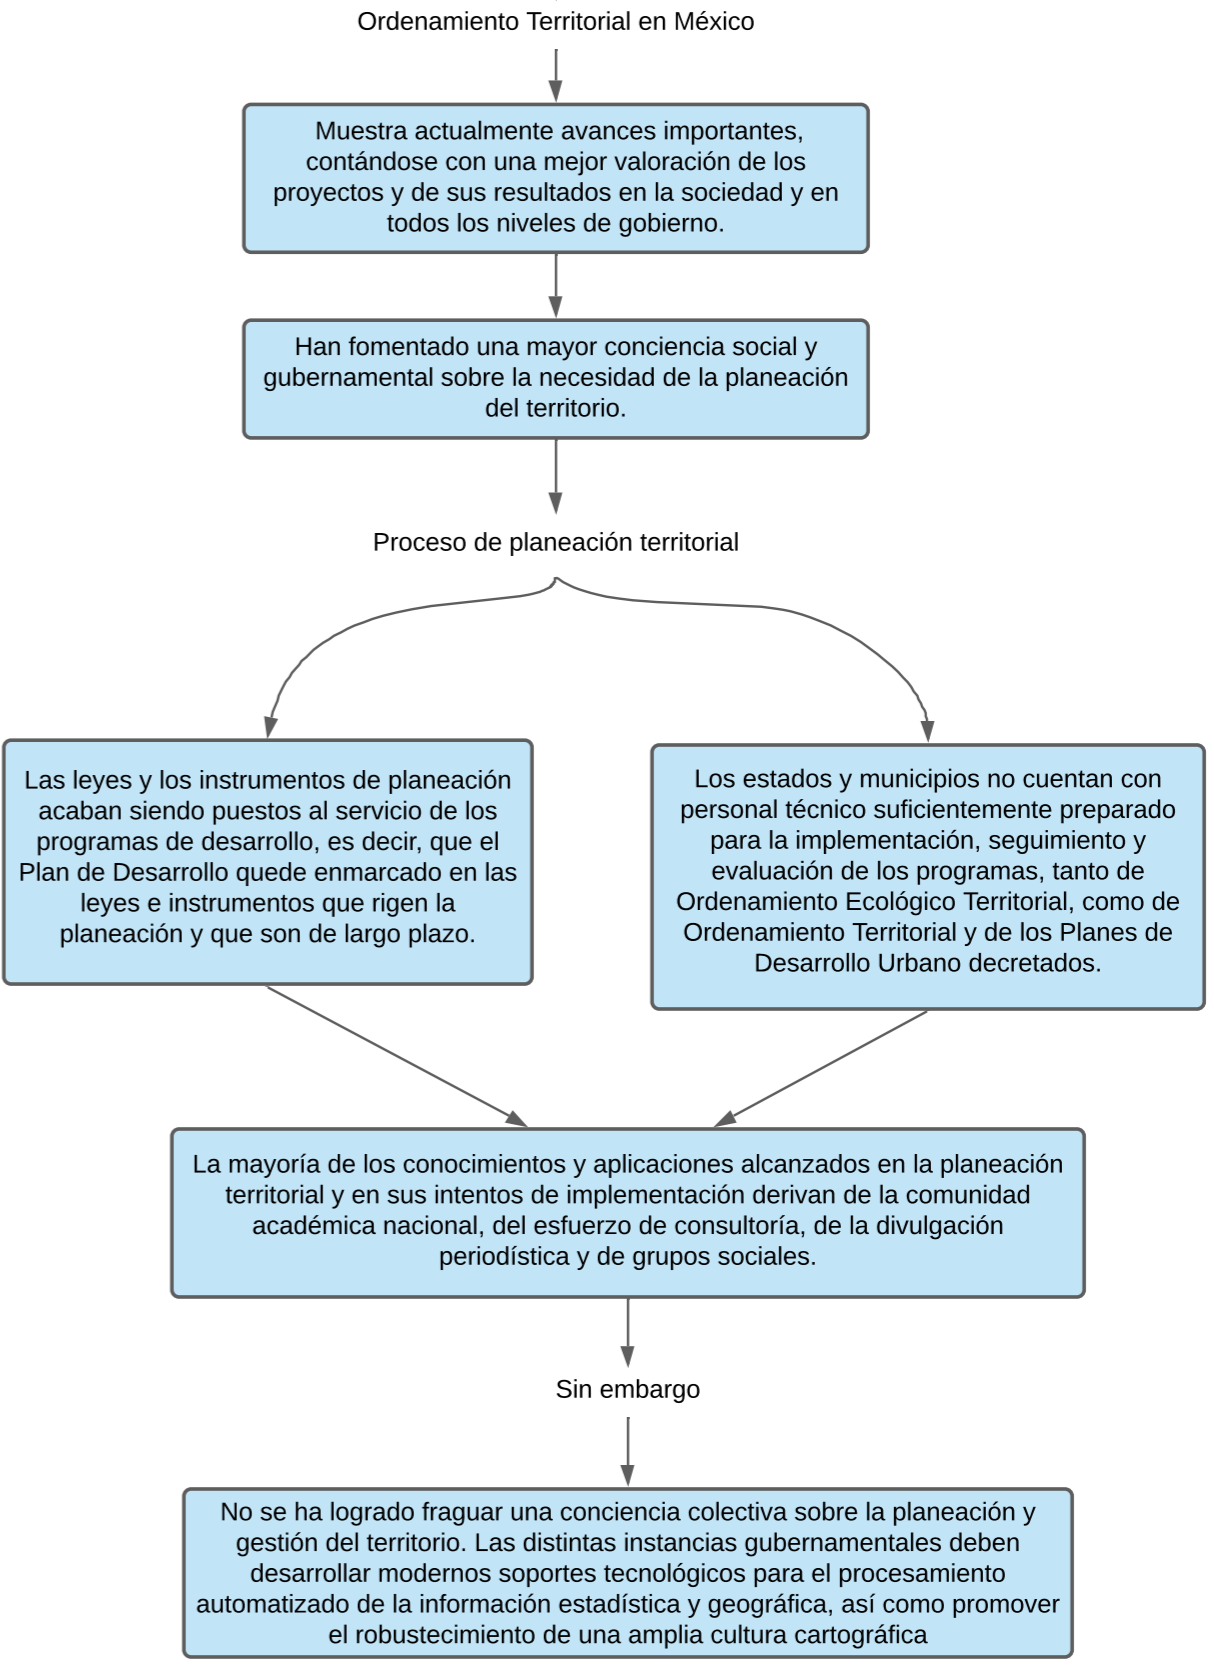 Ordenamiento Territorial en México
Muestra actualmente avances importantes,
contándose con una mejor valoración de los
proyectos y de sus resultados en la sociedad y en
todos los niveles de gobierno.
Han fomentado una mayor conciencia social y
gubernamental sobre la necesidad de la planeación
del territorio.
Proceso de planeación territorial
Las leyes y los instrumentos de planeación
acaban siendo puestos al servicio de los
programas de desarrollo, es decir, que el
Plan de Desarrollo quede enmarcado en las
leyes e instrumentos que rigen la
planeación y que son de largo plazo.
Los estados y municipios no cuentan con
personal técnico suficientemente preparado
para la implementación, seguimiento y
evaluación de los programas, tanto de
Ordenamiento Ecológico Territorial, como de
Ordenamiento Territorial y de los Planes de
Desarrollo Urbano decretados.
La mayoría de los conocimientos y aplicaciones alcanzados en la planeación
territorial y en sus intentos de implementación derivan de la comunidad
académica nacional, del esfuerzo de consultoría, de la divulgación
periodística y de grupos sociales.
Sin embargo
No se ha logrado fraguar una conciencia colectiva sobre la planeación y
gestión del territorio. Las distintas instancias gubernamentales deben
desarrollar modernos soportes tecnológicos para el procesamiento
automatizado de la información estadística y geográfica, así como promover
el robustecimiento de una amplia cultura cartográfica